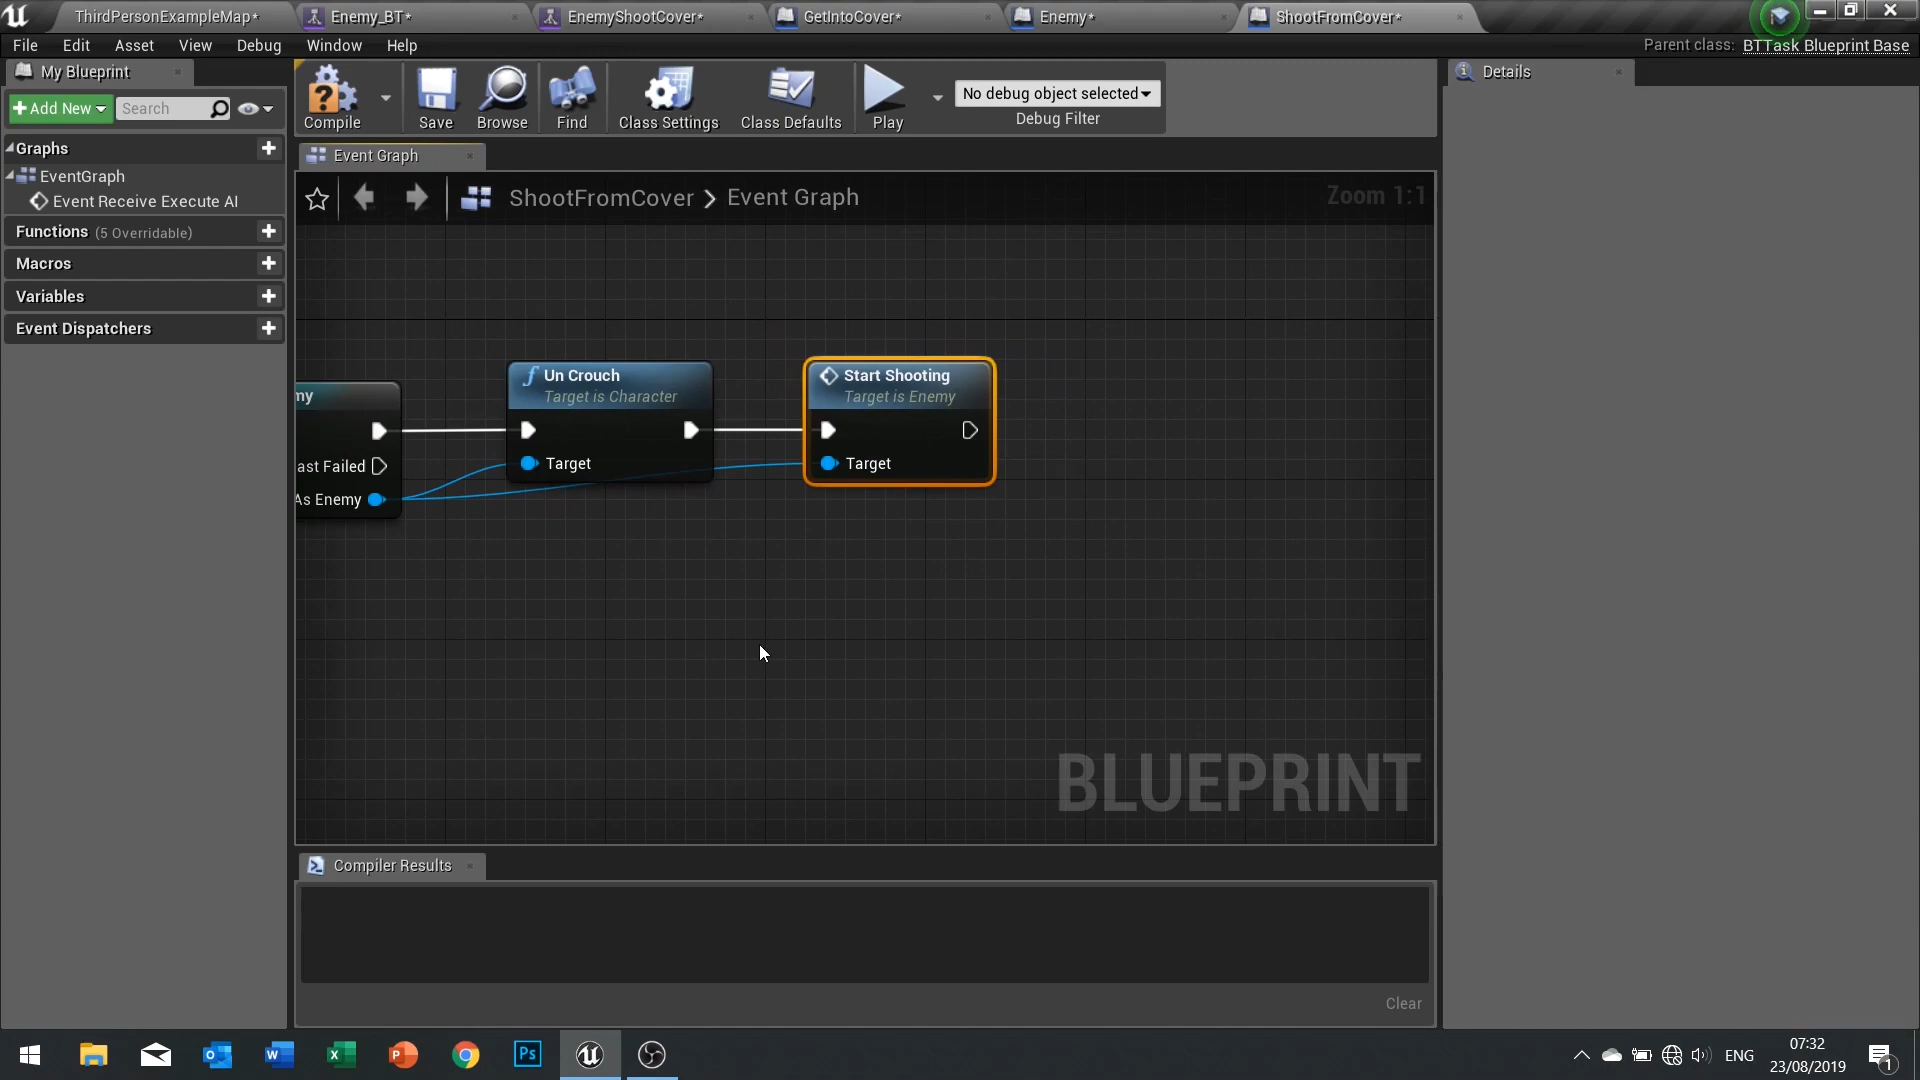 ThirdPersonExampleMap*
Enemy_BT*
EnemyShootCover*
GetIntoCover*
Enemy*
ShootFromCover*
File
Edit
Asset
View
Debug
Window
Help
Parent class: BTTask Blueprint Base
My Blueprint
Add New
Search
Compile
Save
Browse
Find
Class Settings
Class Defaults
Play
No debug object selected
Debug Filter
Details
Graphs
EventGraph
Event Receive Execute AI
Functions (5 Overridable)
Macros
Variables
Event Dispatchers
Event Graph
ShootFromCover > Event Graph
Zoom 1:1
my
ast Failed
As Enemy
Un Crouch
Target is Character
Target
Start Shooting
Target is Enemy
Target
BLUEPRINT
Compiler Results
Clear
ENG
07:32
23/08/2019
1